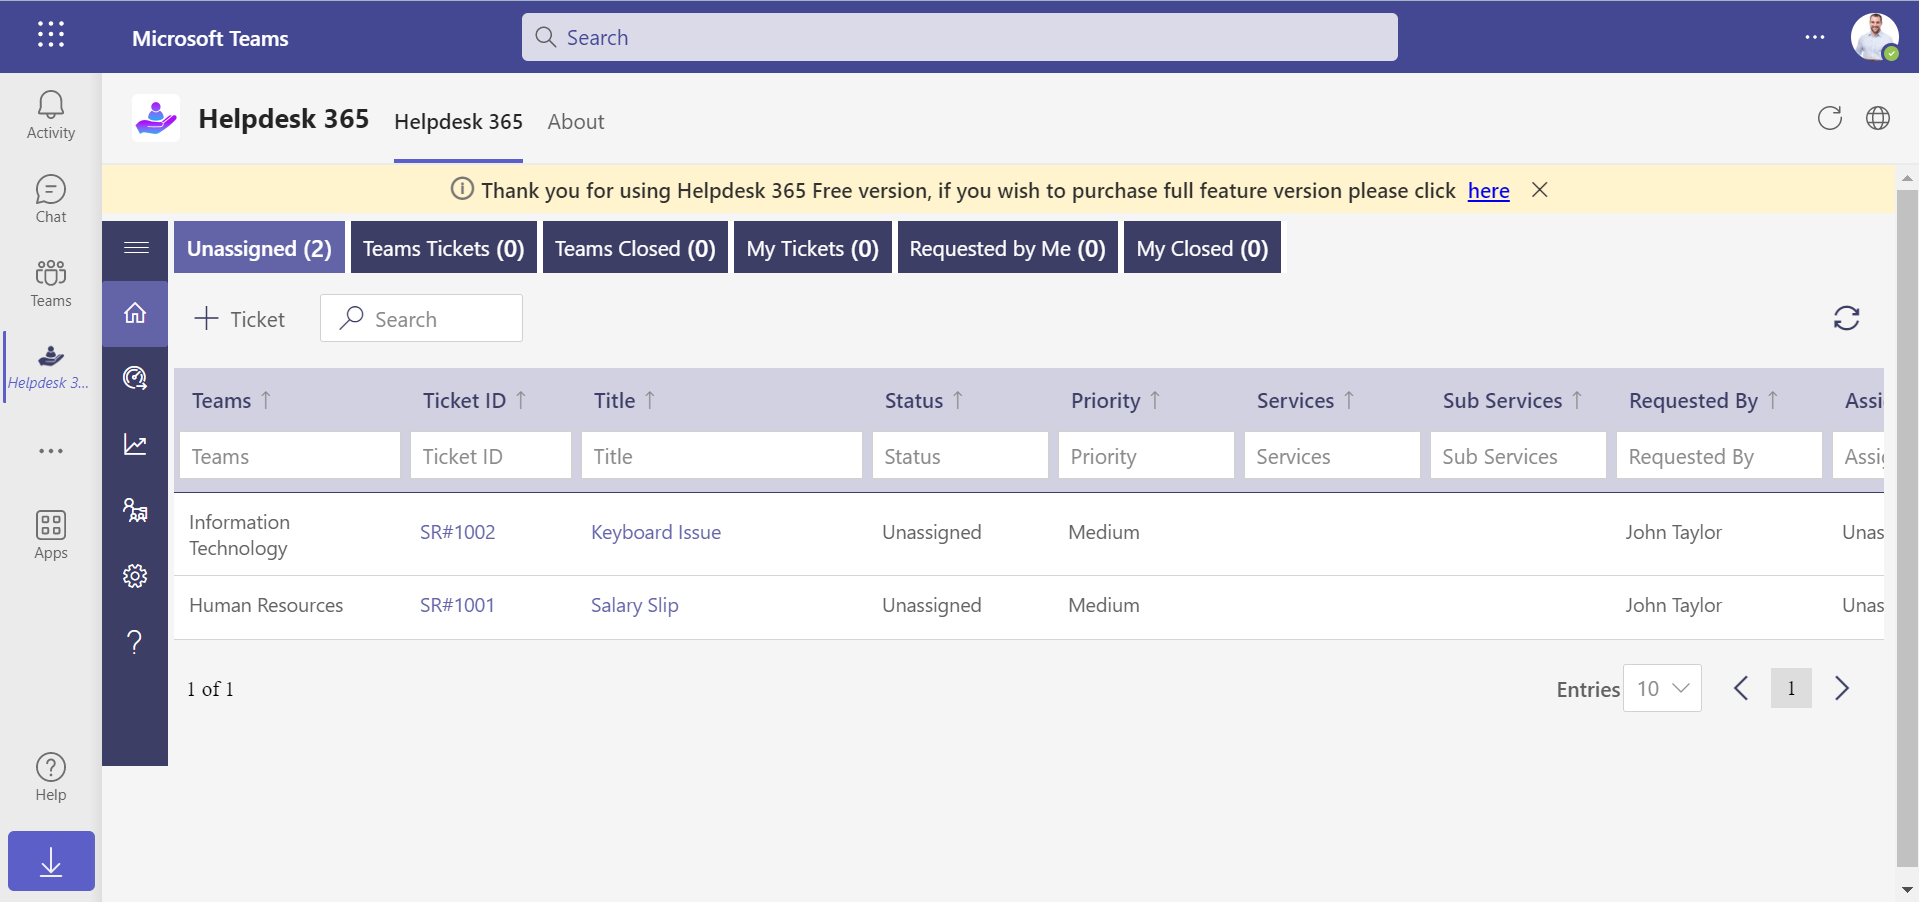 Microsoft Teams
Search
Activity
Chat
Teams
Helpdesk 3...
Apps
Help
Helpdesk 365
Helpdesk 365
About
Thank you for using Helpdesk 365 Free version, if you wish to purchase full feature version please click here
Unassigned (2)
Teams Tickets (0)
Teams Closed (0)
My Tickets (0)
Requested by Me (0)
My Closed (0)
Ticket
Search
Teams Ticket ID Title Status Priority Services Sub Services Requested By Assi
Teams Ticket ID Title Status Priority Services Sub Services Requested By Assig
Information
Technology
SR#1002 Keyboard Issue Unassigned Medium John Taylor Unas
Human Resources SR#1001 Salary Slip Unassigned Medium John Taylor Unas
1 of 1
Entries 10
1